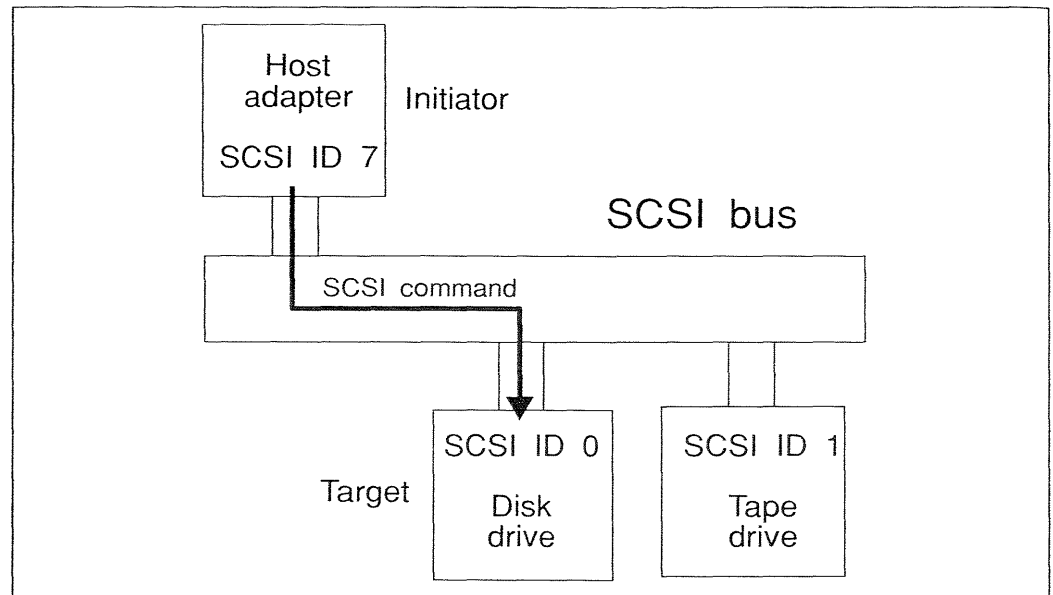 Host
adapter
SCSI ID 7
Initiator
SCSI bus
SCSI command
SCSI ID 0
Disk
drive
Target
SCSI ID 1
Tape
drive